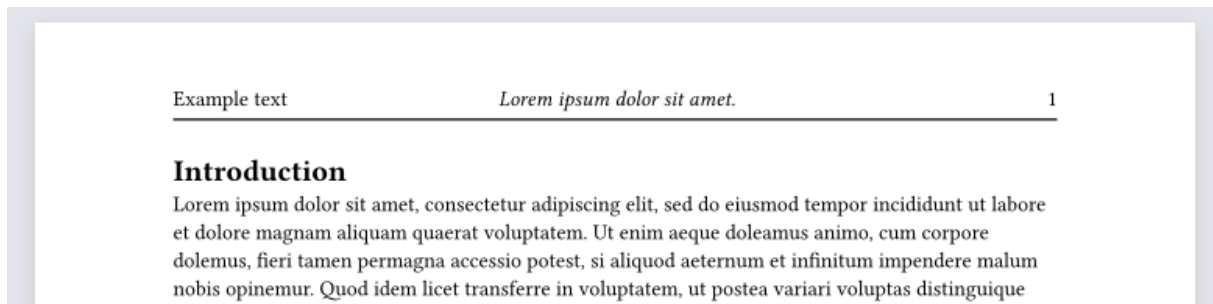 Example text Lorem ipsum dolor sit amet. 1
Introduction
Lorem ipsum dolor sit amet, consectetur adipiscing elit, sed do eiusmod tempor incididunt ut labore
et dolore magnam aliquam quaerat voluptatem. Ut enim aeque doleamus animo, cum corpore
dolemus, fieri tamen permagna accessio potest, si aliquod aeternum et infinitum impendere malum
nobis opinemur. Quod idem licet transferre in voluptatem, ut postea variari voluptas distinguique